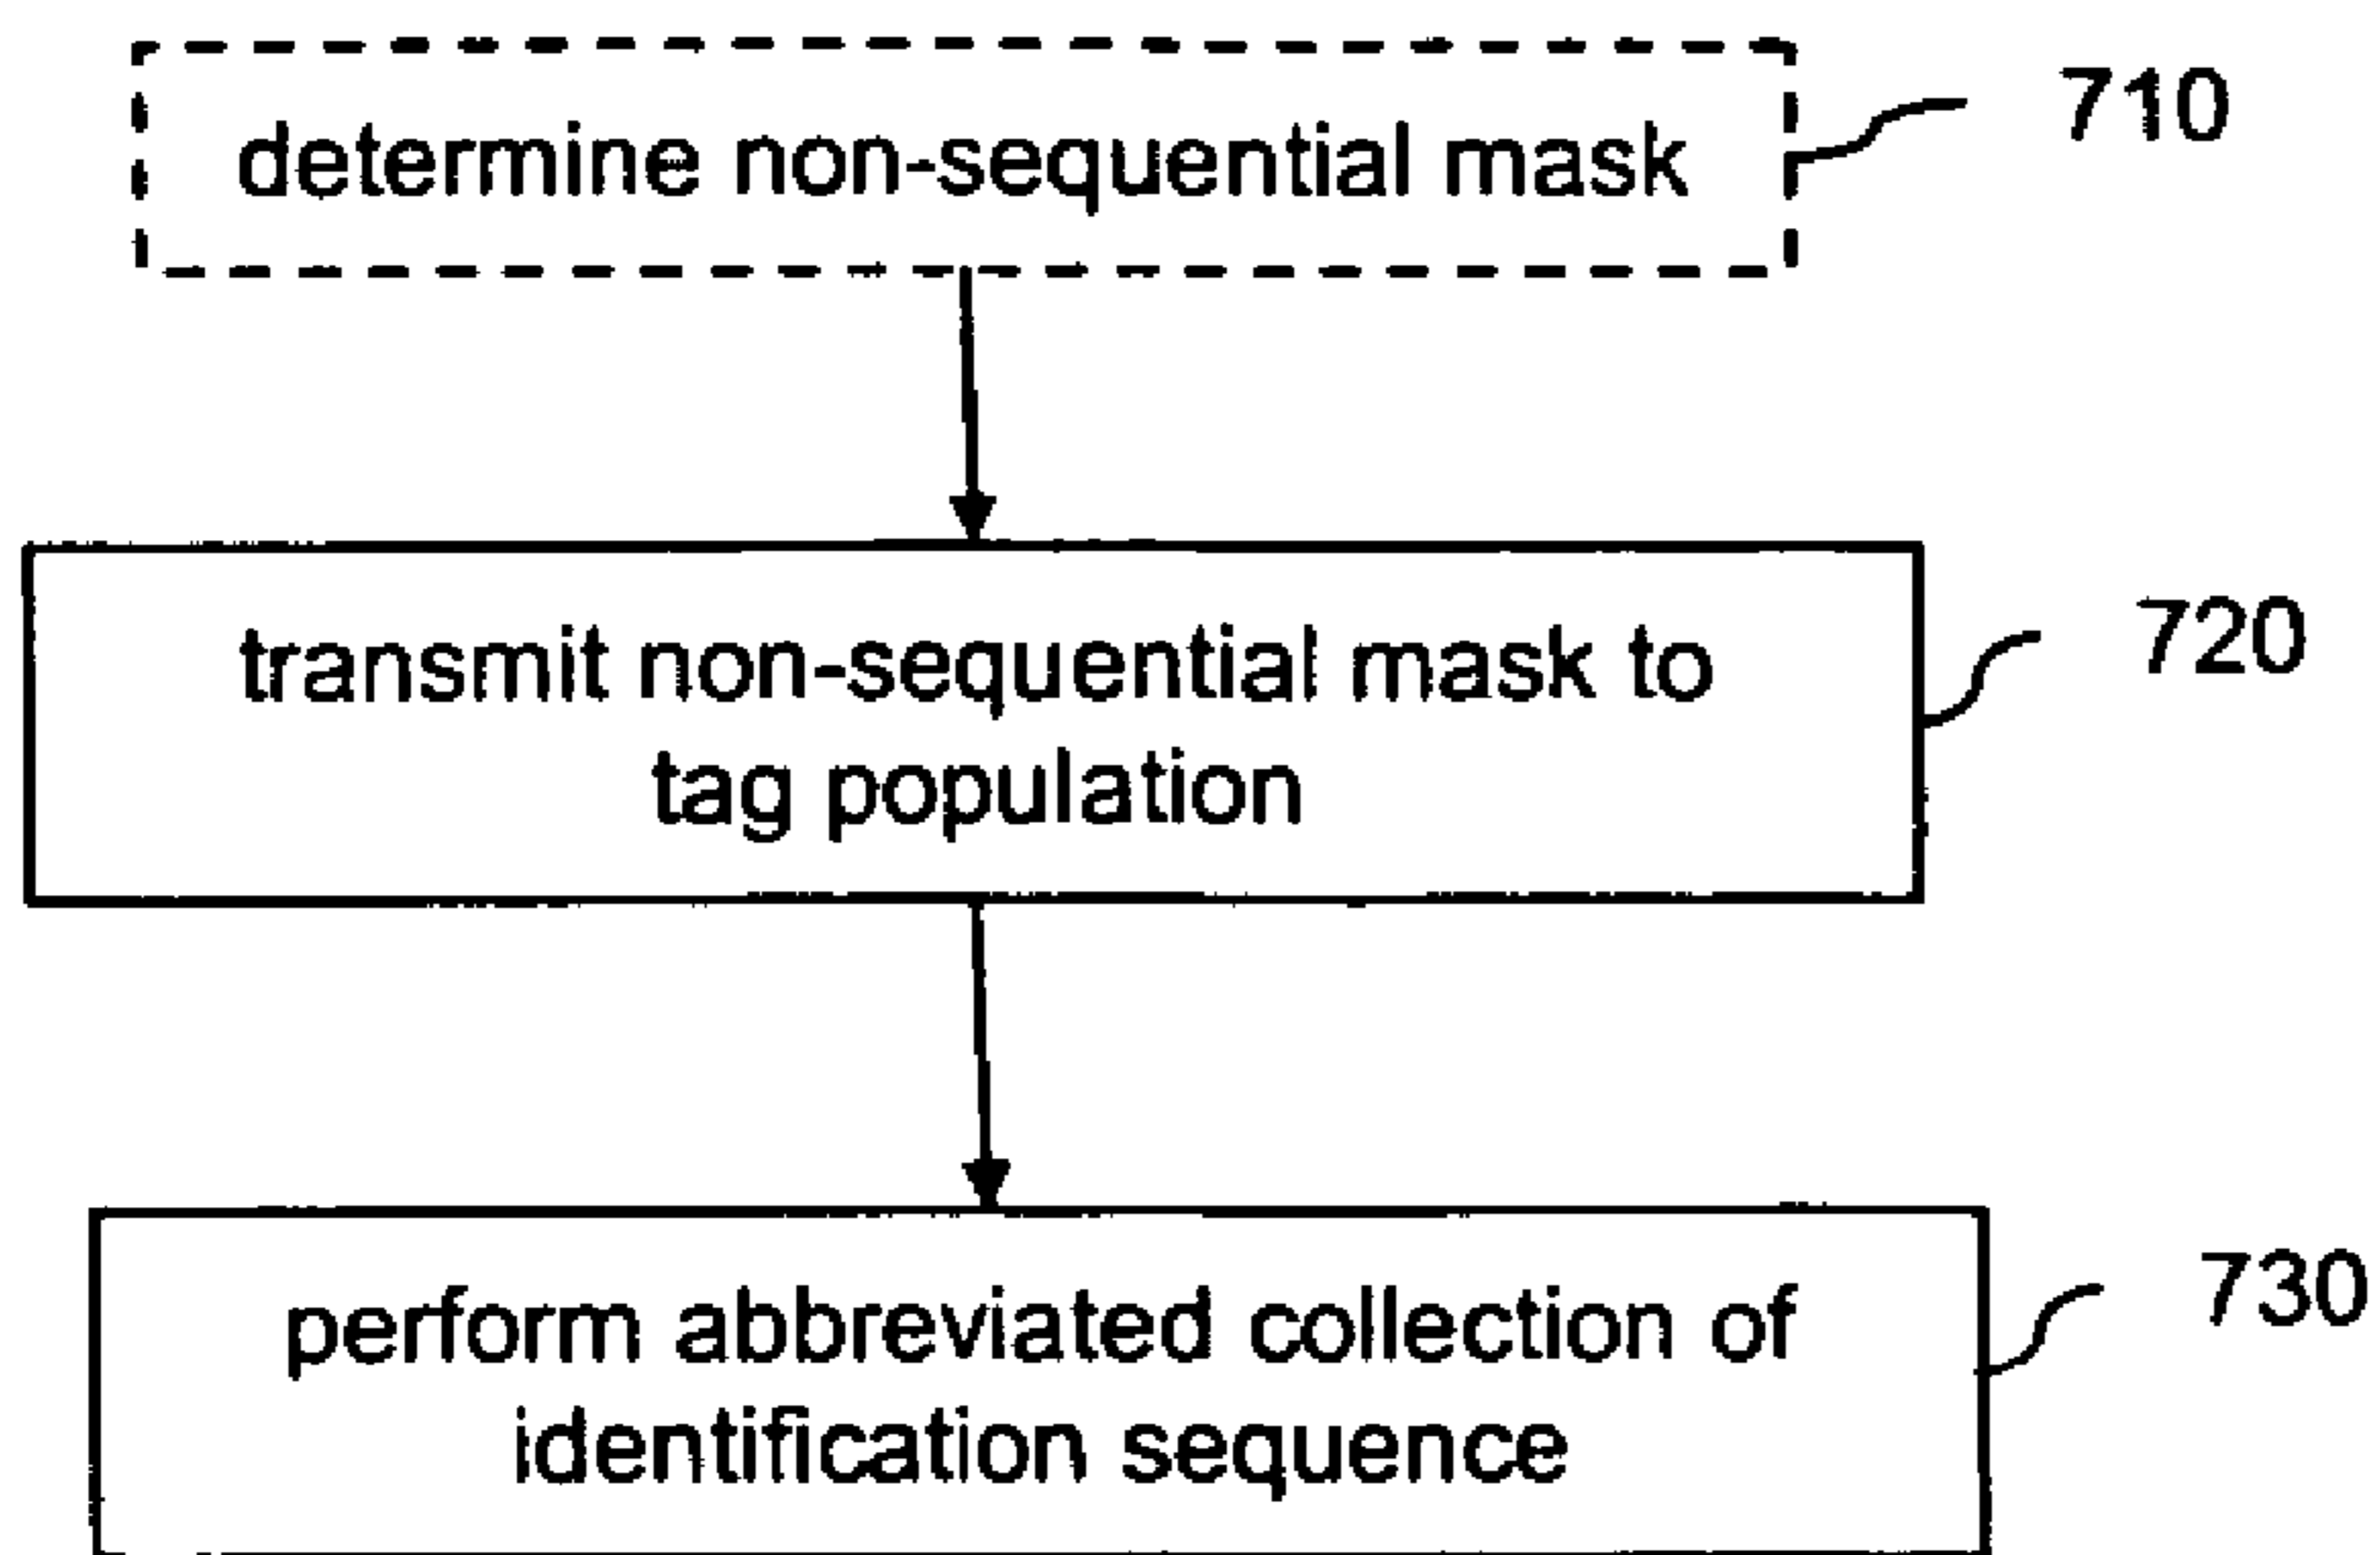 determine non-sequential mask
710
transmit non-sequential mask to
tag population
720
perform abbreviated collection of
identification sequence
730